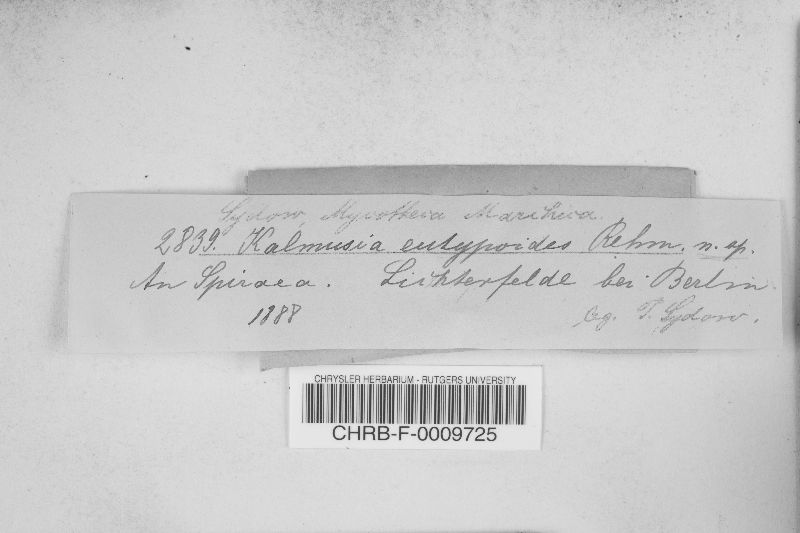 Sydow, Mycotheca Marchica.
2839. Kalmusia eutypoides Rehm. n. sp.
An Spiraea. Lichterfelde bei Berlin
1888 leg. P. Sydow.
CHRYSLER HERBARIUM - RUTGERS UNIVERSITY
CHRB-F-0009725